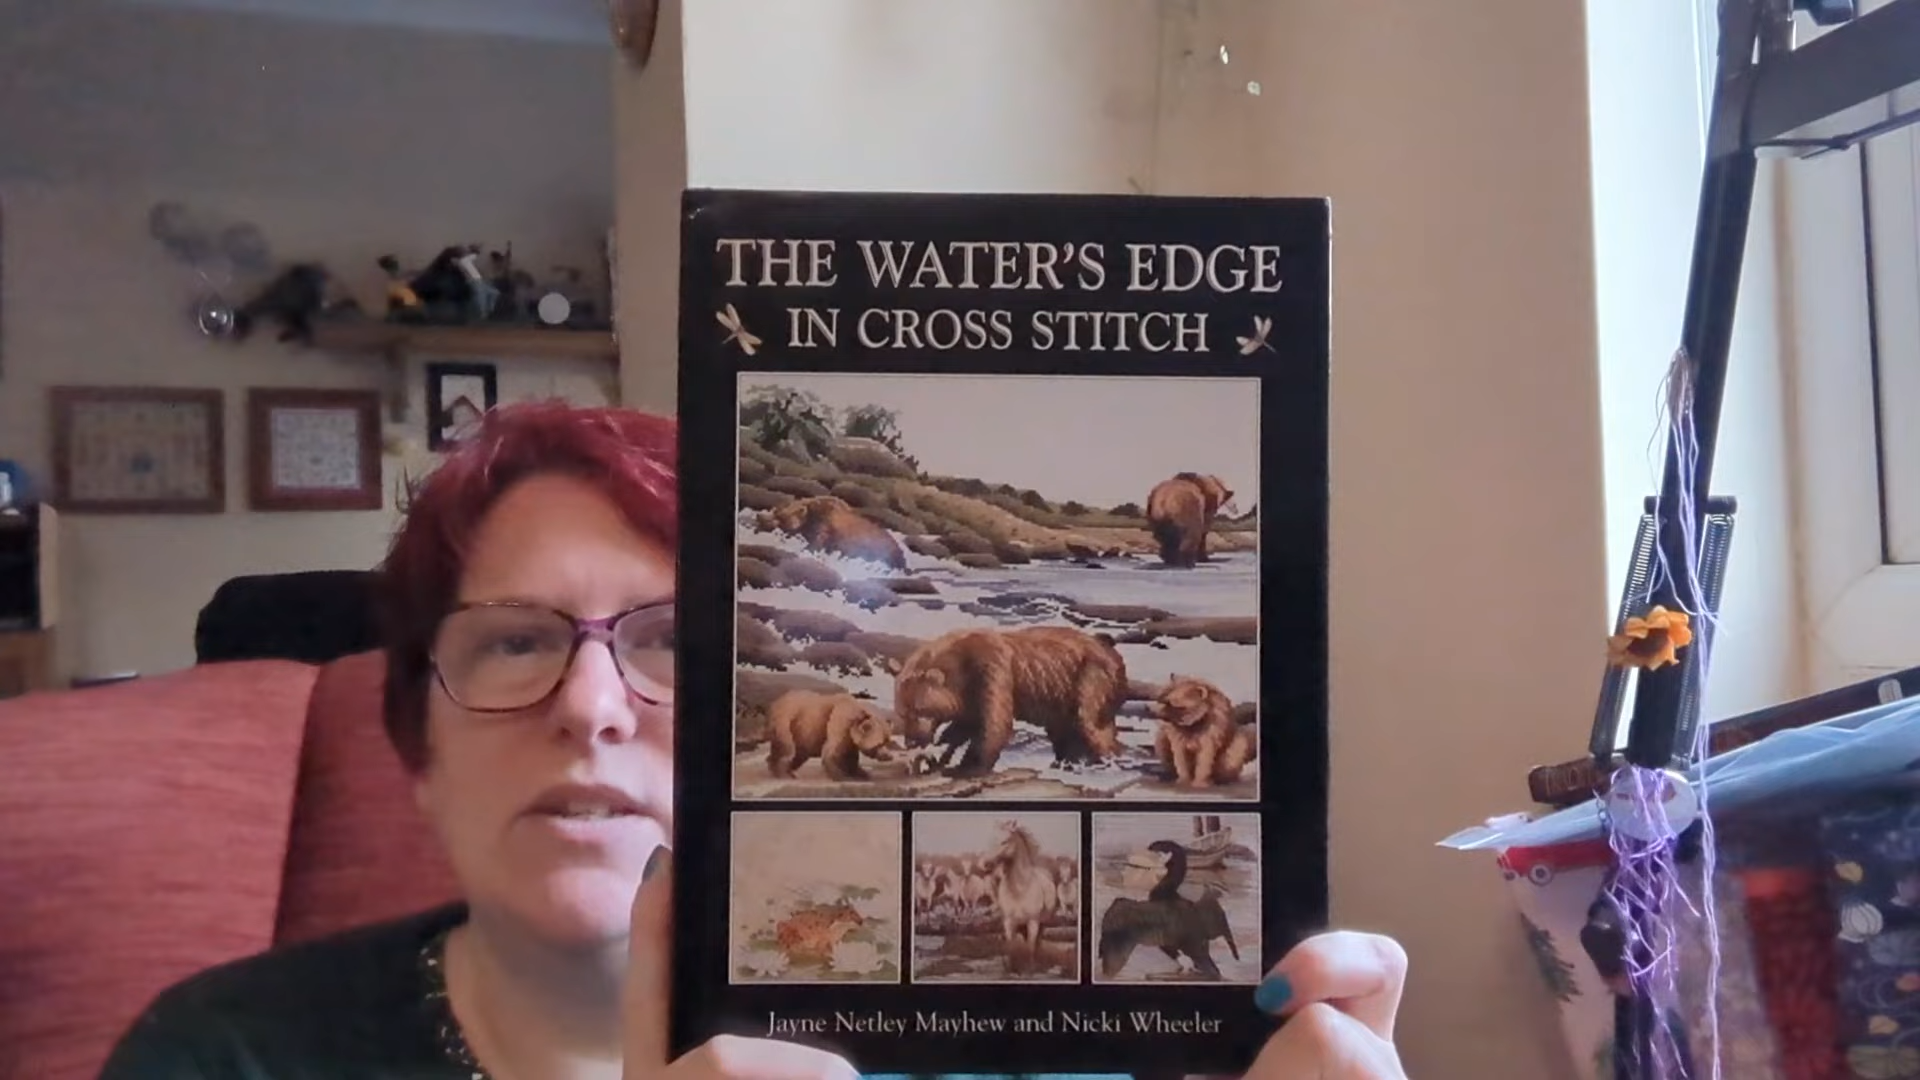 THE WATER'S EDGE
IN CROSS STITCH
Jayne Netley Mayhew and Nicki Wheeler